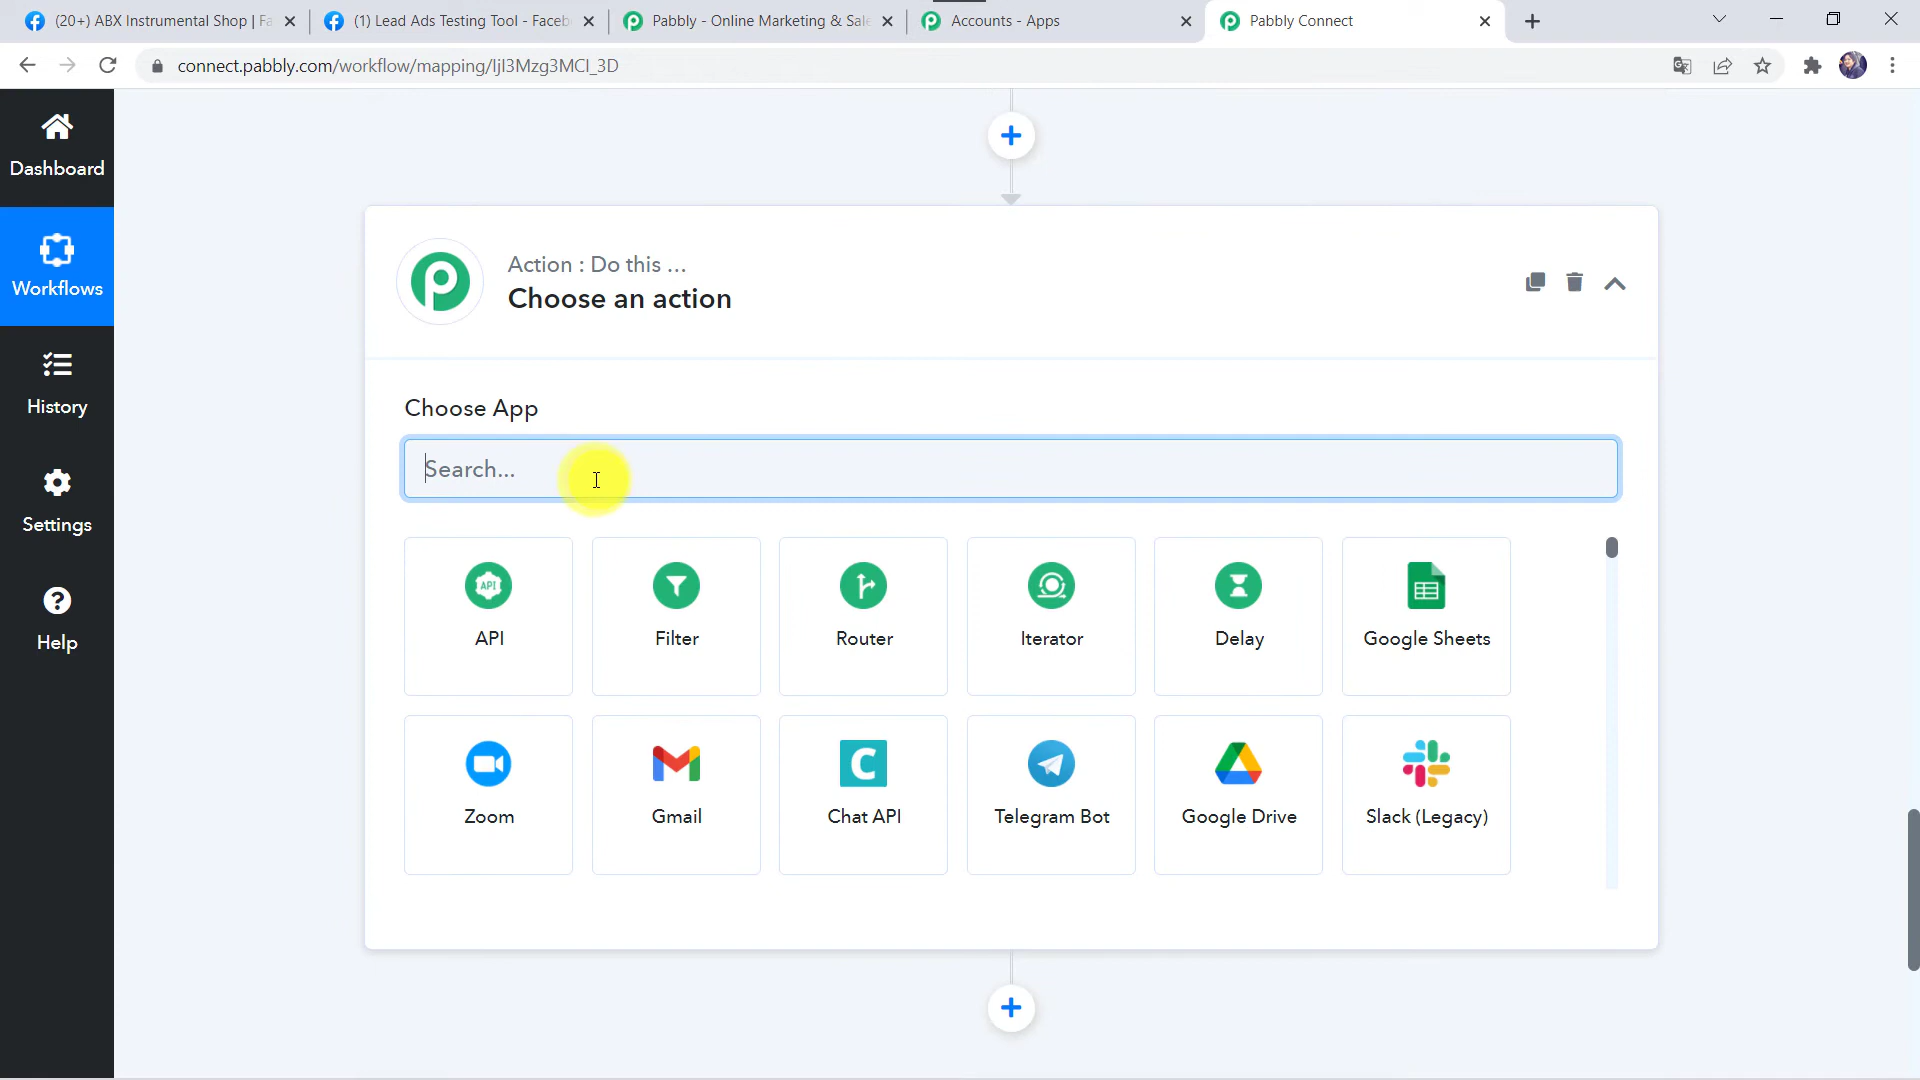 (20+) ABX Instrumental Shop | Fa
(1) Lead Ads Testing Tool - Faceb
Pabbly - Online Marketing & Sale
Accounts - Apps
Pabbly Connect
connect.pabbly.com/workflow/mapping/IjI3Mzg3MCI_3D
Dashboard
Workflows
History
Settings
Help
Action : Do this ...
Choose an action
Choose App
Search...
API
Filter
Router
Iterator
Delay
Google Sheets
Zoom
Gmail
Chat API
Telegram Bot
Google Drive
Slack (Legacy)